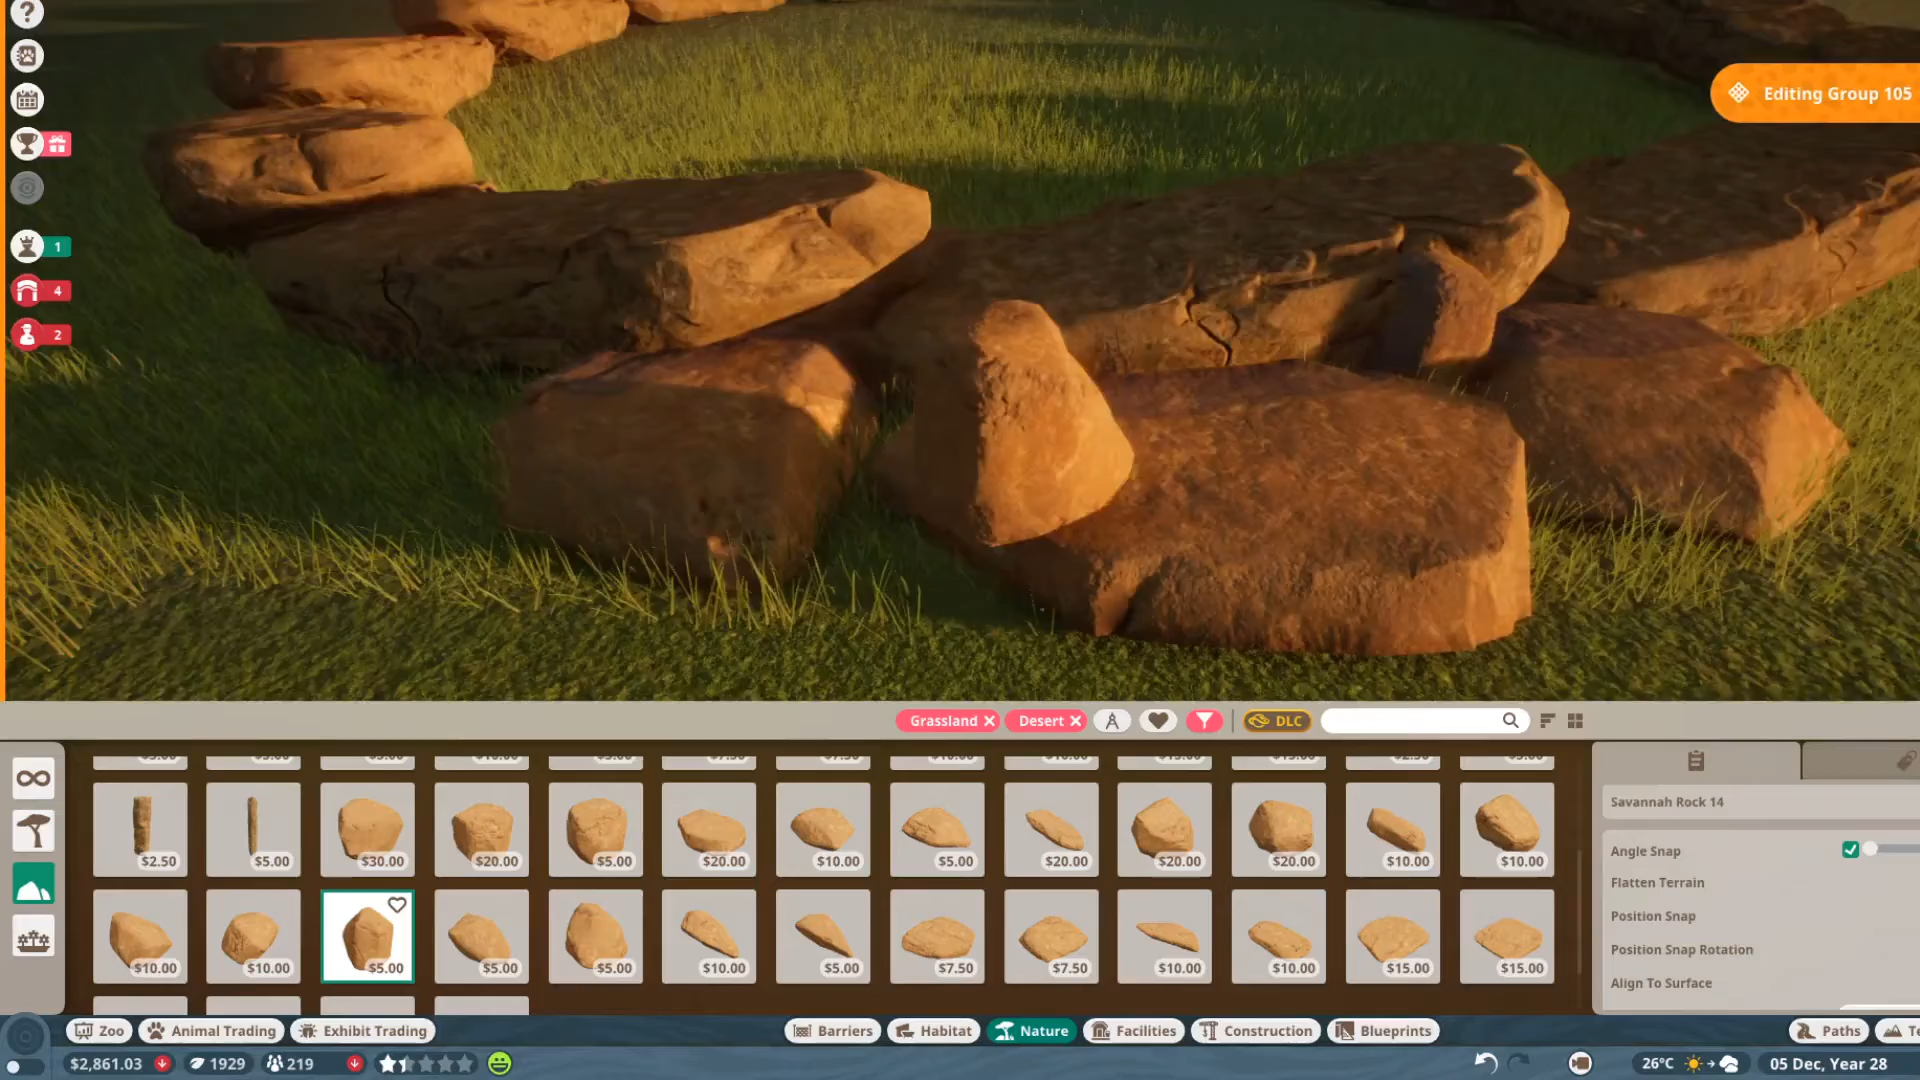 ?
Editing Group 105
1
4
2
Grassland ✕ Desert ✕ DLC
$2.50 $5.00 $30.00 $20.00 $5.00 $20.00 $10.00 $5.00 $20.00 $20.00 $20.00 $10.00 $10.00
$10.00 $10.00 $5.00 $5.00 $5.00 $10.00 $5.00 $7.50 $7.50 $10.00 $10.00 $15.00 $15.00
Savannah Rock 14
Angle Snap
Flatten Terrain
Position Snap
Position Snap Rotation
Align To Surface
Zoo Animal Trading Exhibit Trading Barriers Habitat Nature Facilities Construction Blueprints Paths Te
$2,861.03 1929 219 26°C 05 Dec, Year 28